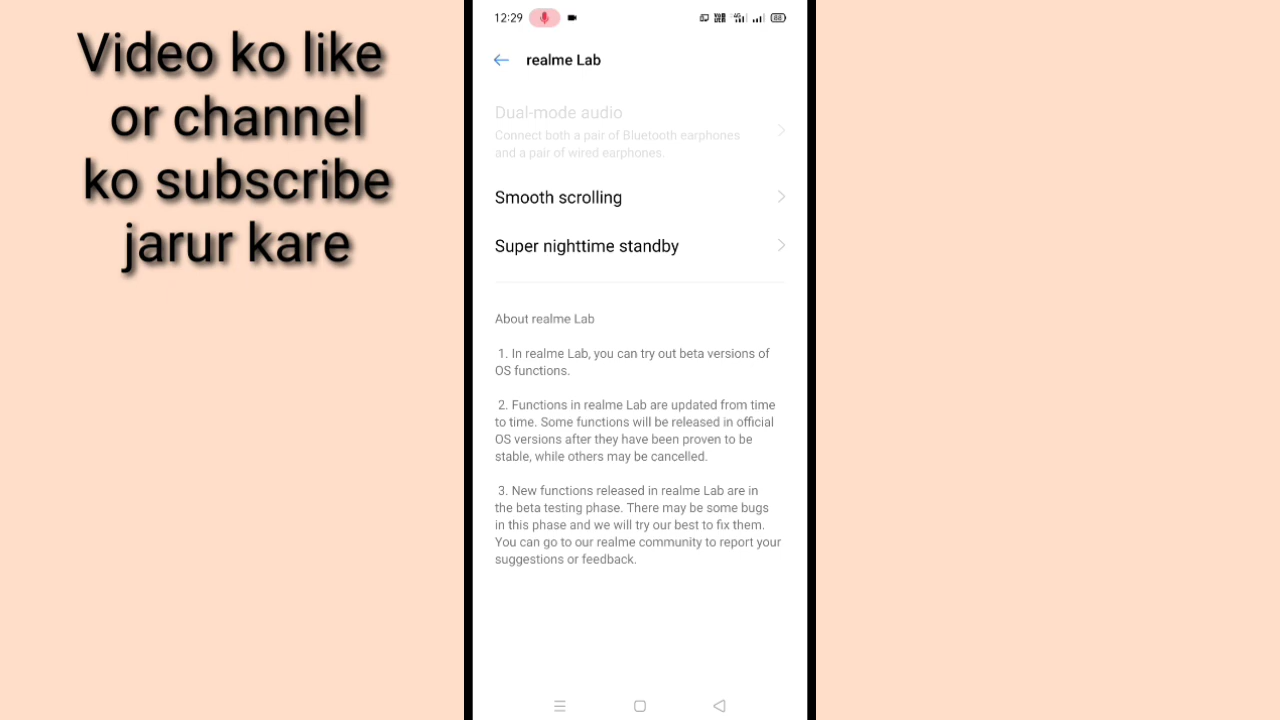 Video ko like
or channel
ko subscribe
jarur kare
12:29
realme Lab
Dual-mode audio
Connect both a pair of Bluetooth earphones
and a pair of wired earphones.
Smooth scrolling
Super nighttime standby
About realme Lab
1. In realme Lab, you can try out beta versions of
OS functions.
2. Functions in realme Lab are updated from time
to time. Some functions will be released in official
OS versions after they have been proven to be
stable, while others may be cancelled.
3. New functions released in realme Lab are in
the beta testing phase. There may be some bugs
in this phase and we will try our best to fix them.
You can go to our realme community to report your
suggestions or feedback.